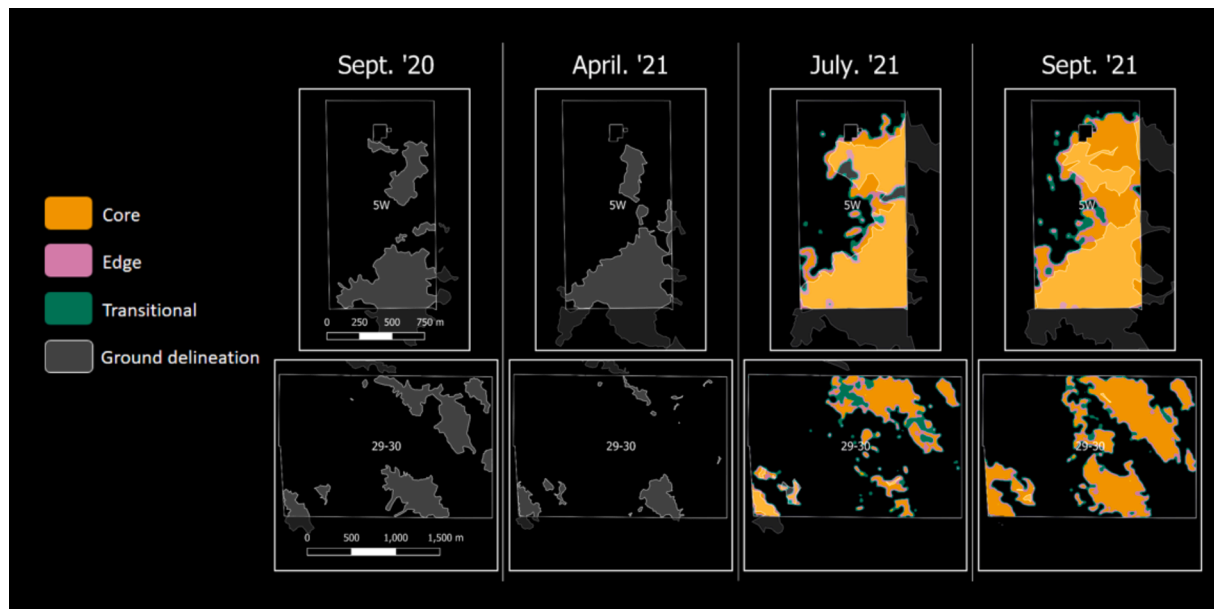 Sept. '20
April. '21
July. '21
Sept. '21
Core
Edge
Transitional
Ground delineation
5W
5W
5W
5W
0 250 500 750 m
29-30
29-30
29-30
29-30
0 500 1,000 1,500 m